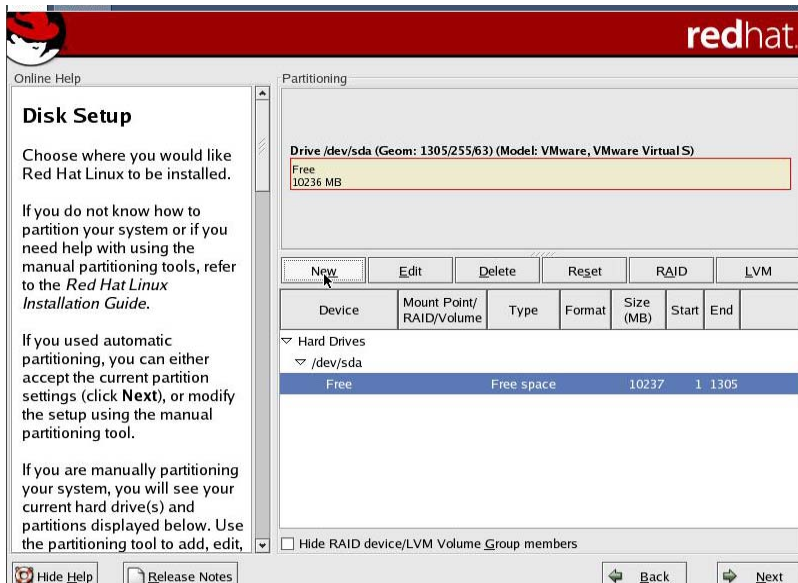 redhat.
Online Help
Disk Setup
Choose where you would like
Red Hat Linux to be installed.
If you do not know how to
partition your system or if you
need help with using the
manual partitioning tools, refer
to the Red Hat Linux
Installation Guide.
If you used automatic
partitioning, you can either
accept the current partition
settings (click Next), or modify
the setup using the manual
partitioning tool.
If you are manually partitioning
your system, you will see your
current hard drive(s) and
partitions displayed below. Use
the partitioning tool to add, edit,
Partitioning
Drive /dev/sda (Geom: 1305/255/63) (Model: VMware, VMware Virtual S)
Free
10236 MB
New Edit Delete Reset RAID LVM
Device Mount Point/ RAID/Volume Type Format Size (MB) Start End
Hard Drives
/dev/sda
Free Free space 10237 1 1305
Hide RAID device/LVM Volume Group members
Hide Help Release Notes Back Next